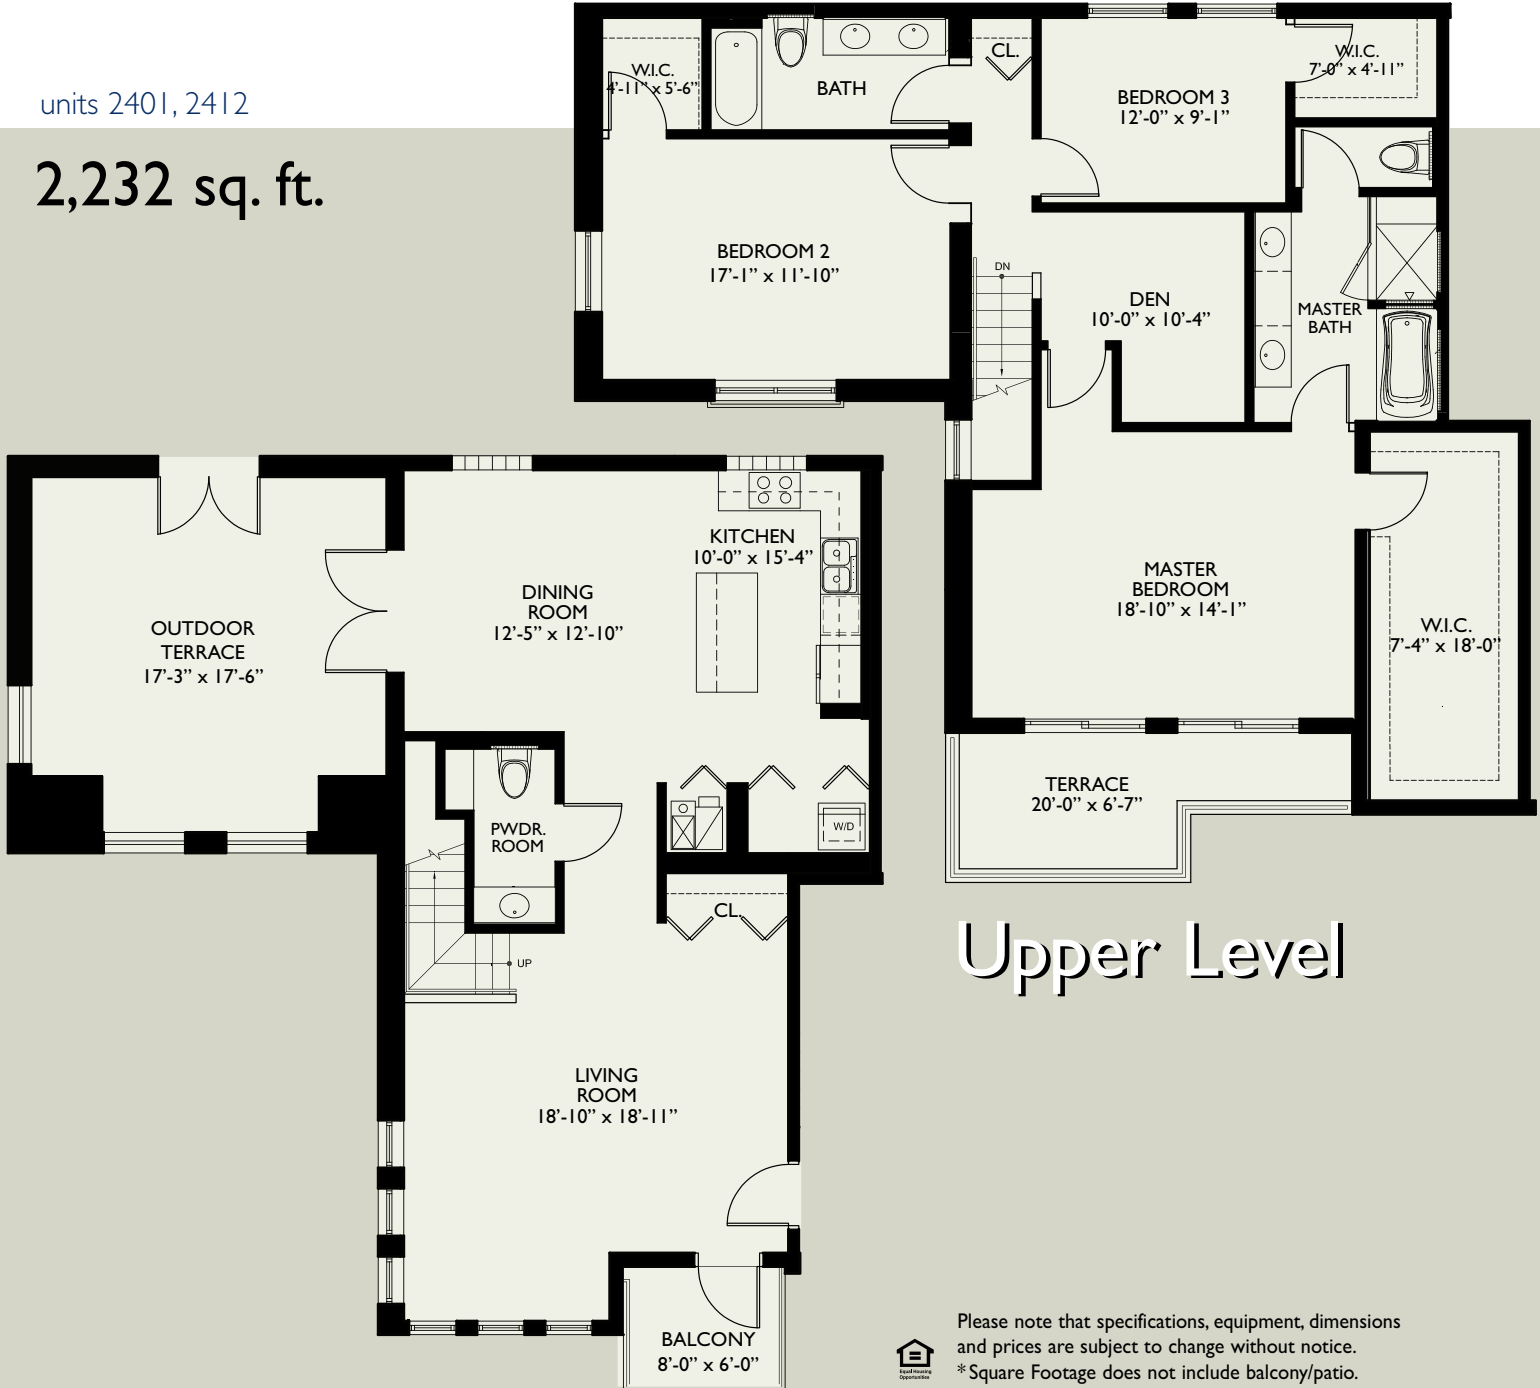 units 2401, 2412
2,232 sq. ft.
W.I.C.
4'-11" x 5'-6"
BATH
CL.
BEDROOM 3
12'-0" x 9'-1"
W.I.C.
7'-0" x 4'-11"
BEDROOM 2
17'-1" x 11'-10"
DN
DEN
10'-0" x 10'-4"
MASTER
BATH
MASTER
BEDROOM
18'-10" x 14'-1"
W.I.C.
7'-4" x 18'-0"
TERRACE
20'-0" x 6'-7"
Upper Level
OUTDOOR
TERRACE
17'-3" x 17'-6"
DINING
ROOM
12'-5" x 12'-10"
KITCHEN
10'-0" x 15'-4"
PWDR.
ROOM
W/D
CL.
UP
LIVING
ROOM
18'-10" x 18'-11"
BALCONY
8'-0" x 6'-0"
Equal Housing
Opportunities
Please note that specifications, equipment, dimensions
and prices are subject to change without notice.
*Square Footage does not include balcony/patio.